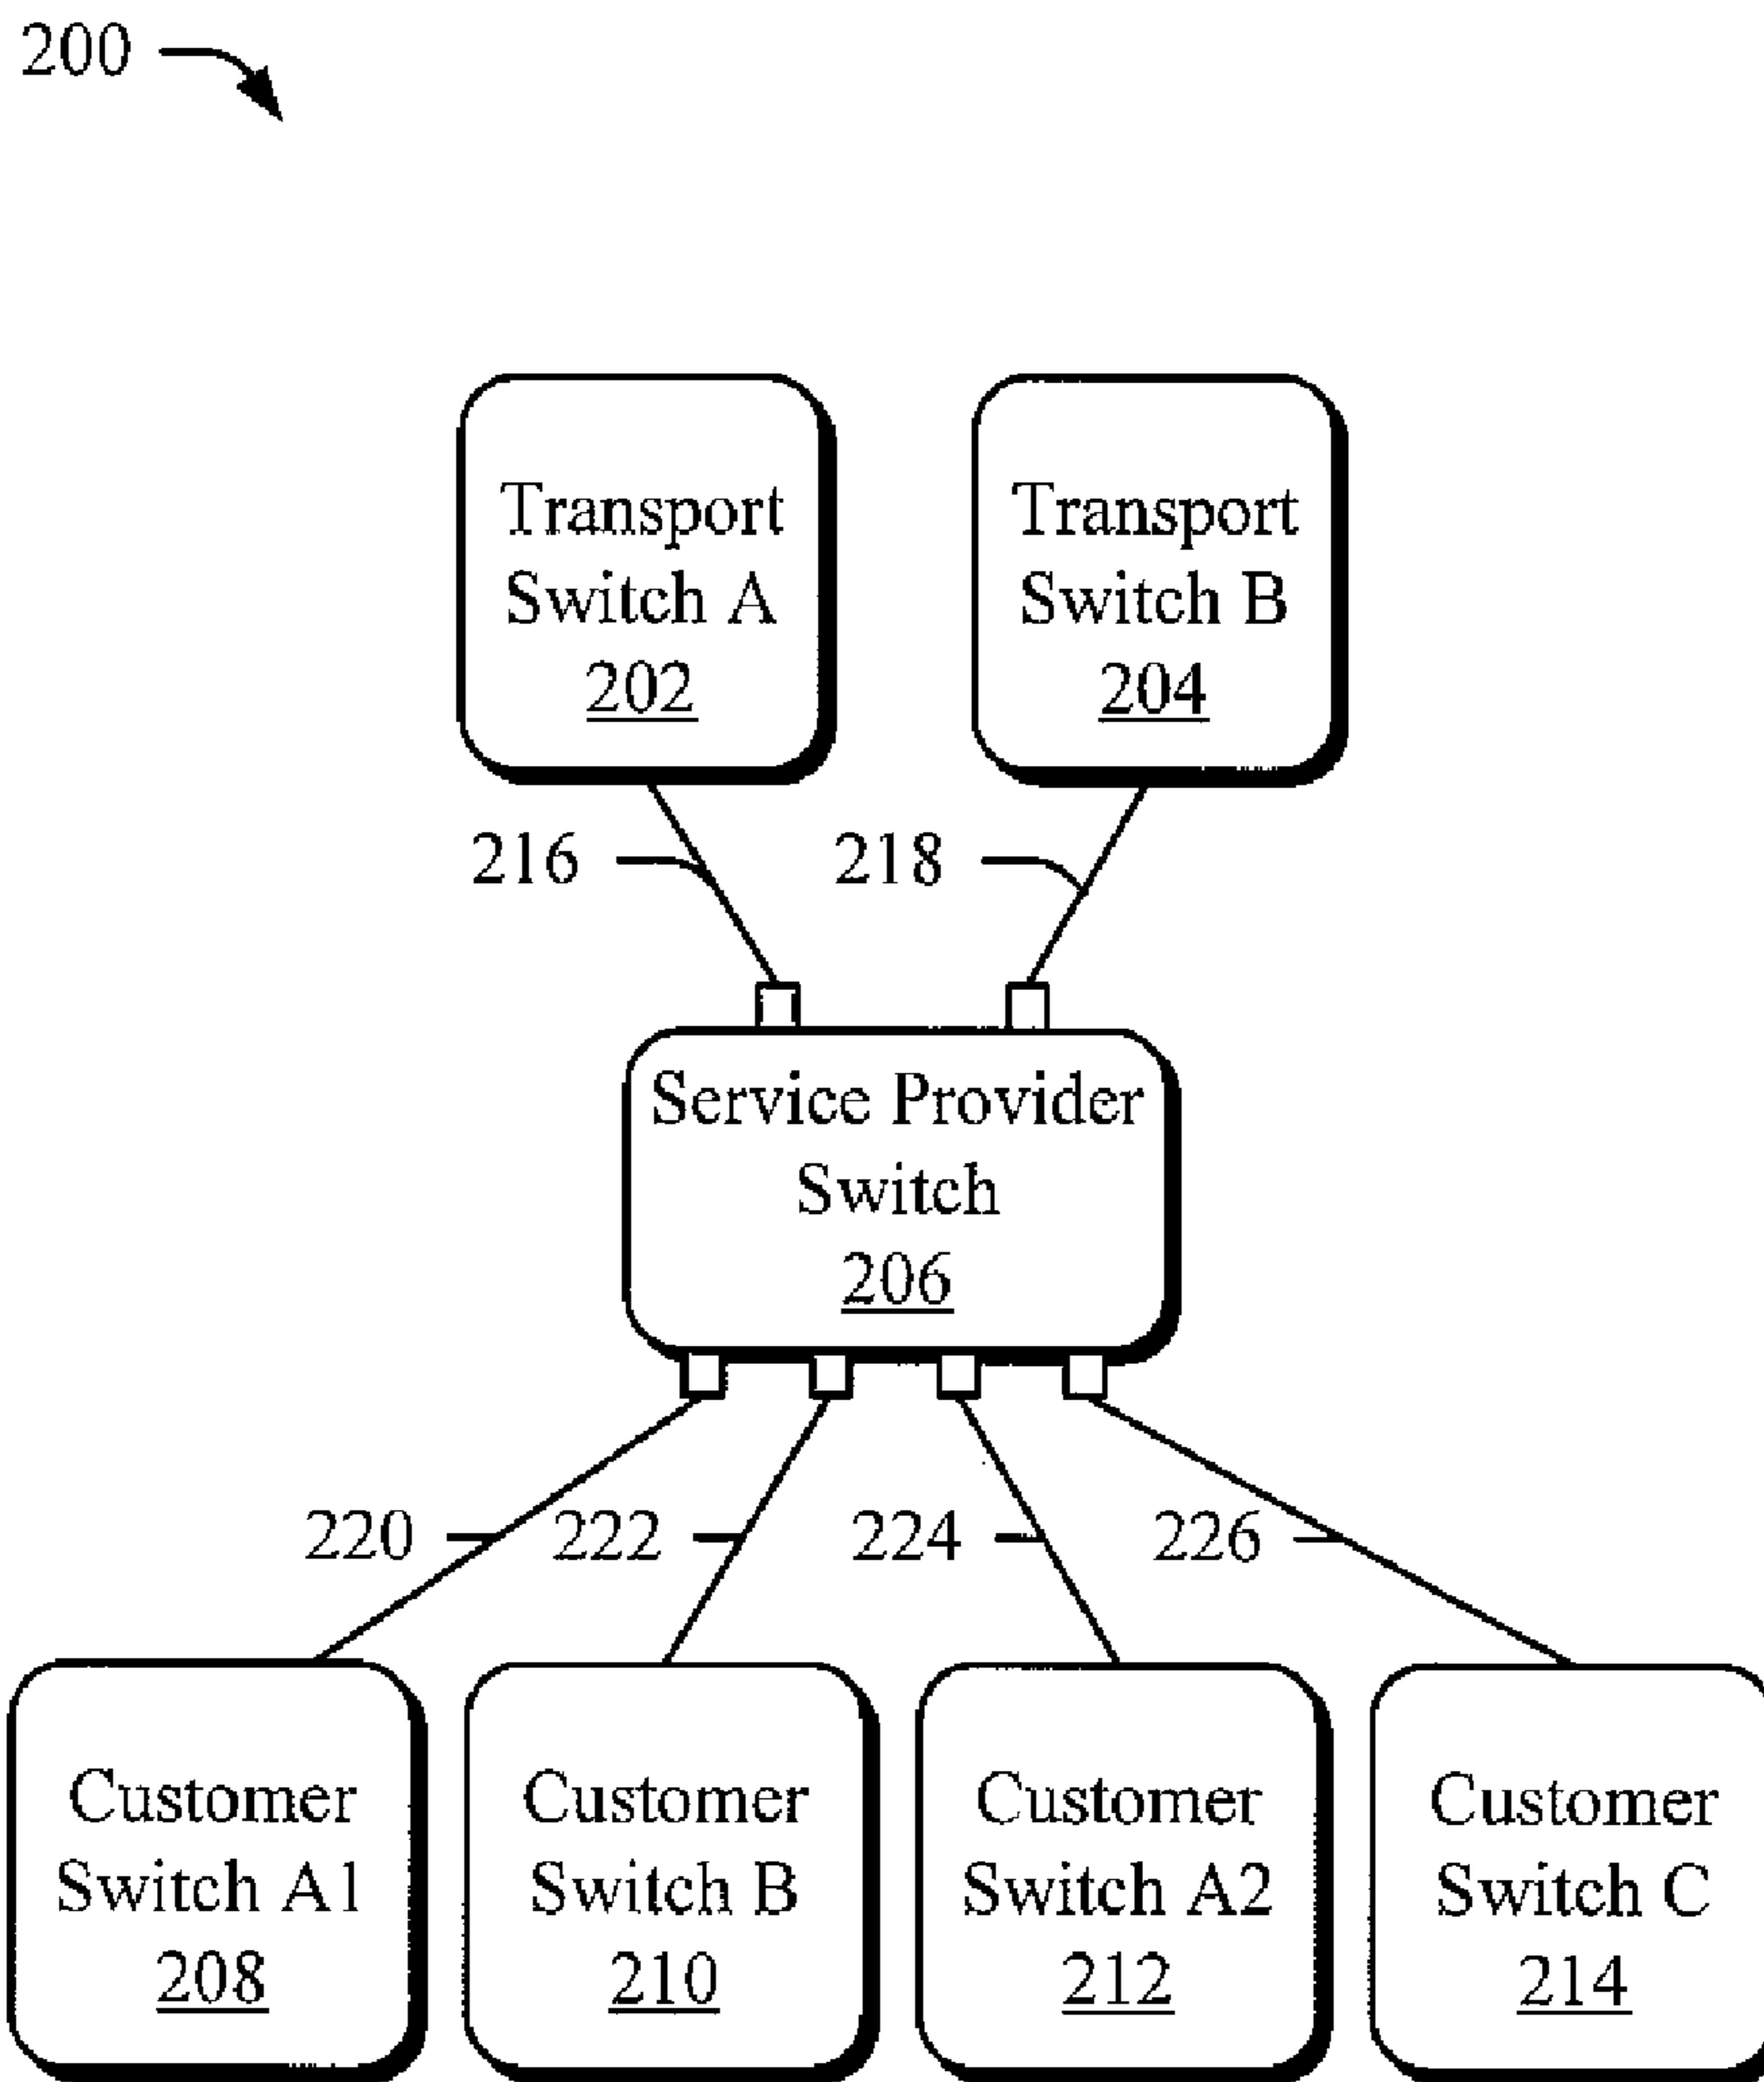 200
Transport
Switch A
202
Transport
Switch B
204
216
218
Service Provider
Switch
206
220
222
224
226
Customer
Switch A1
208
Customer
Switch B
210
Customer
Switch A2
212
Customer
Switch C
214